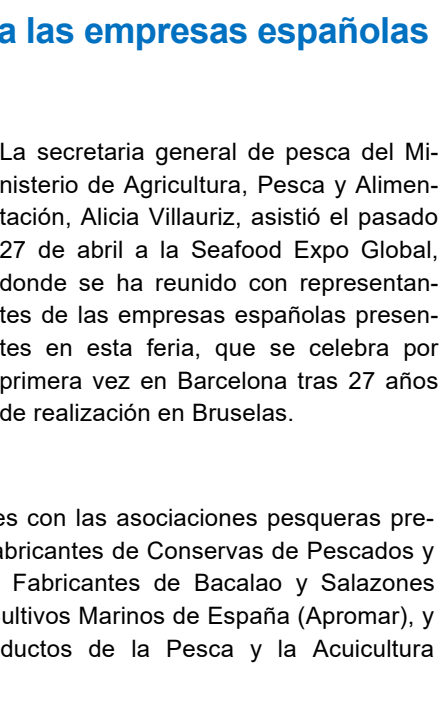 a las empresas españolas
La secretaria general de pesca del Mi-
nisterio de Agricultura, Pesca y Alimen-
tación, Alicia Villauriz, asistió el pasado
27 de abril a la Seafood Expo Global,
donde se ha reunido con representan-
tes de las empresas españolas presen-
tes en esta feria, que se celebra por
primera vez en Barcelona tras 27 años
de realización en Bruselas.
es con las asociaciones pesqueras pre-
abricantes de Conservas de Pescados y
Fabricantes de Bacalao y Salazones
ultivos Marinos de España (Apromar), y
ductos de la Pesca y la Acuicultura